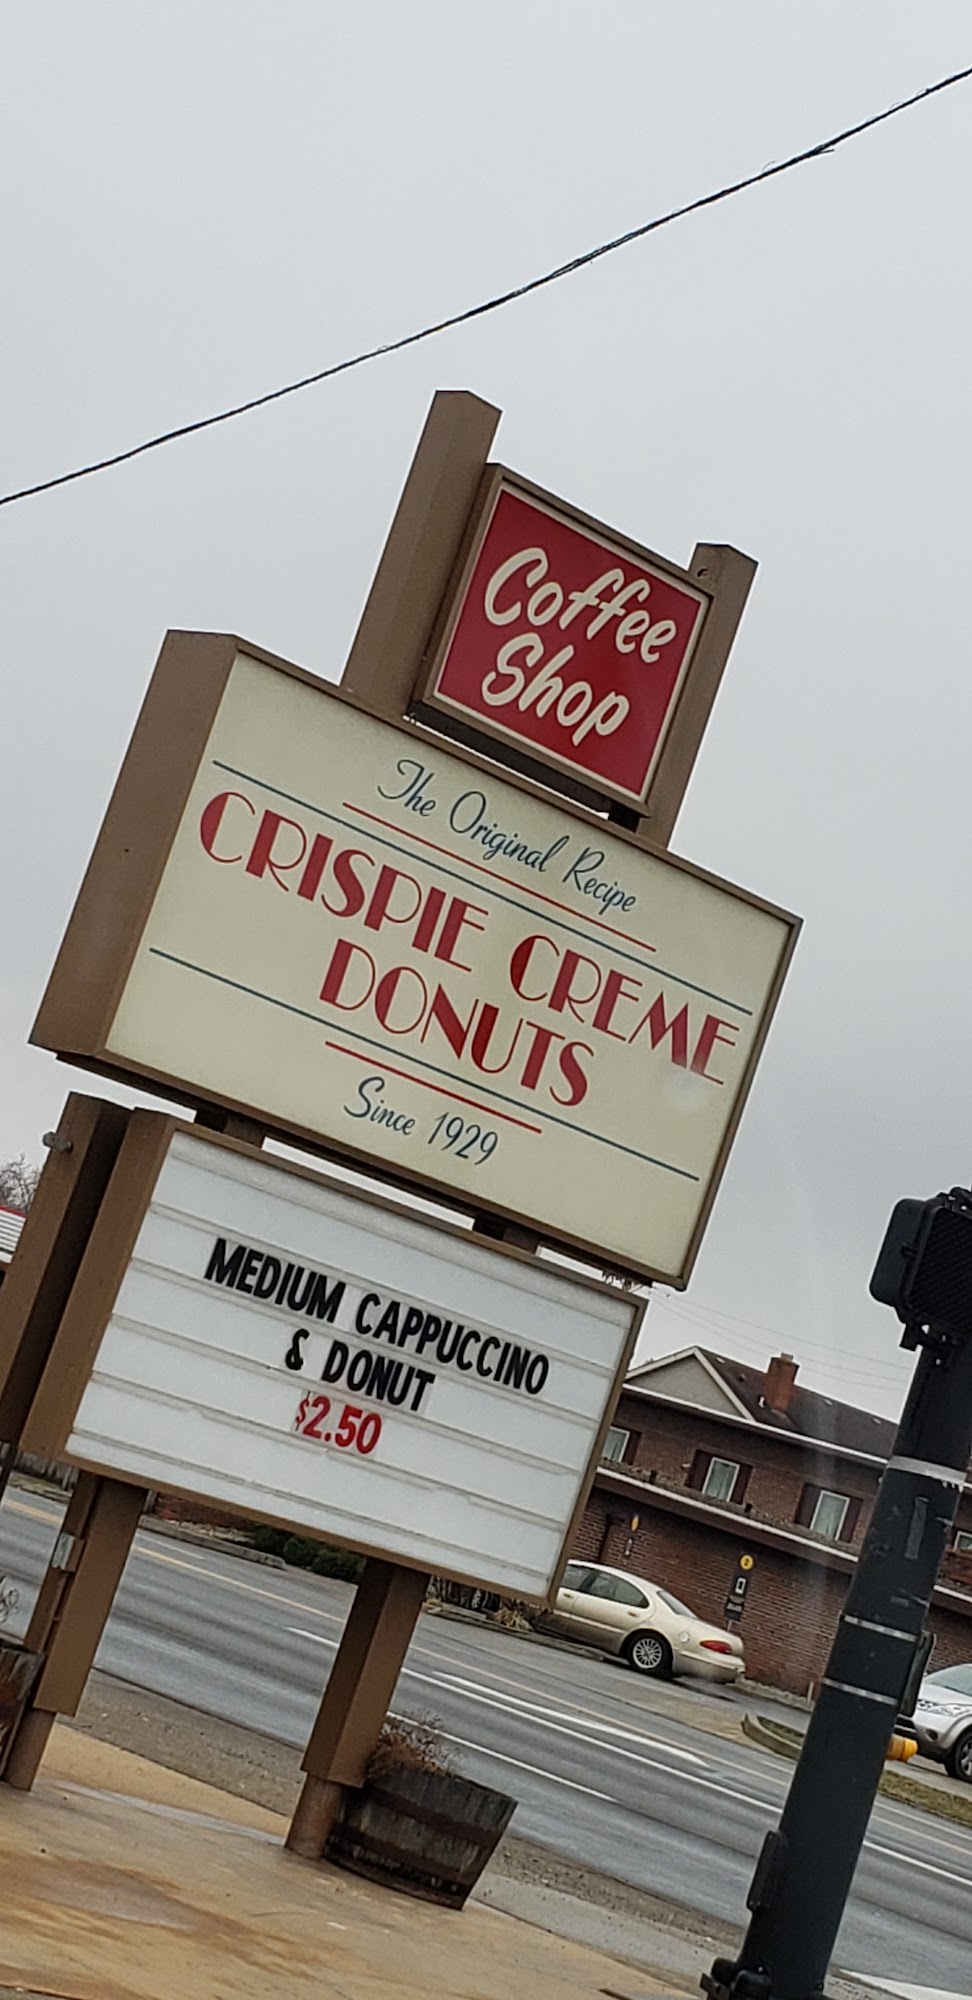 Coffee
Shop
The Original Recipe
CRISPIE CREME
DONUTS
Since 1929
MEDIUM CAPPUCCINO
& DONUT
$2.50